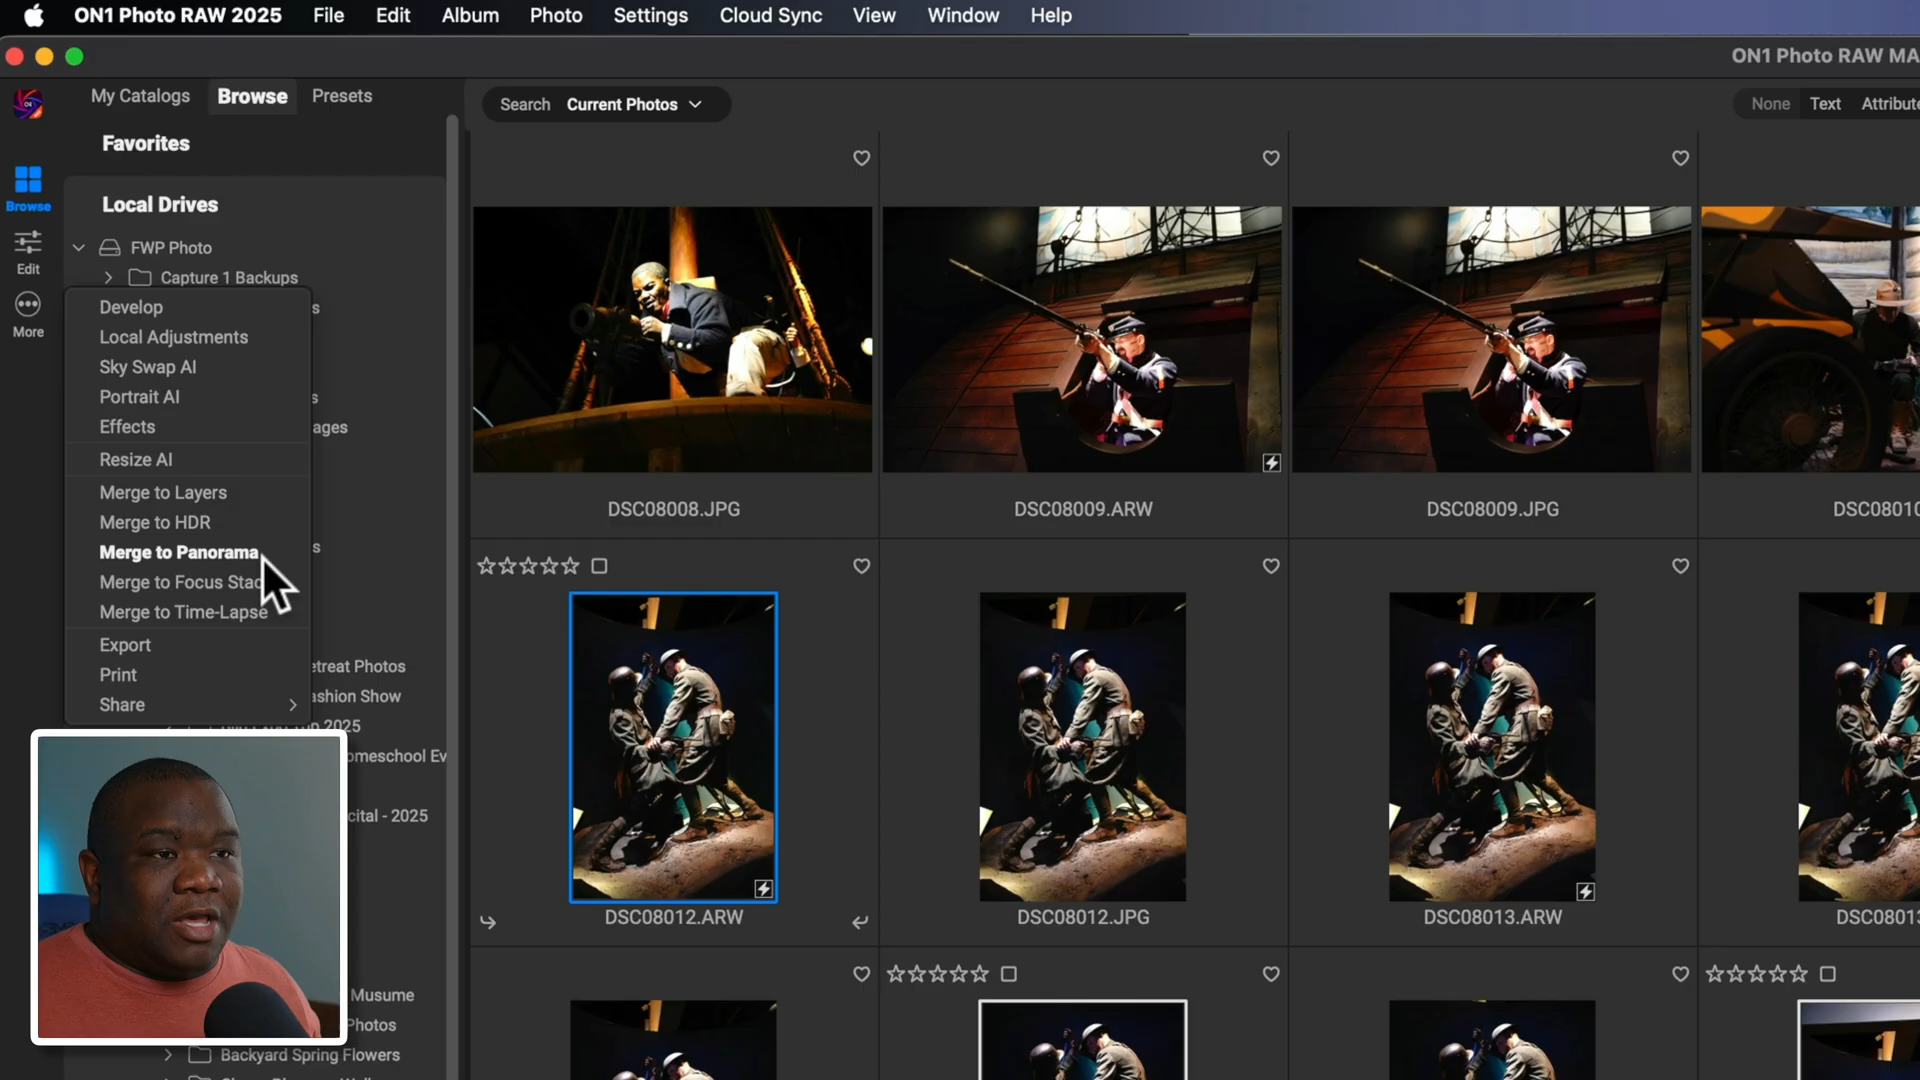 ON1 Photo RAW 2025 File Edit Album Photo Settings Cloud Sync View Window Help
ON1 Photo RAW MA
My Catalogs Browse Presets
Search Current Photos
None Text Attribute
Favorites
Browse
Local Drives
FWP Photo
Edit
Capture 1 Backups
More
Develop
s
Local Adjustments
Sky Swap AI
Portrait AI
s
Effects
ages
Resize AI
Merge to Layers
Merge to HDR
Merge to Panorama
s
Merge to Focus Stac
Merge to Time-Lapse
Export
Print
Share
etreat Photos
ashion Show
2025
omeschool Ev
cital - 2025
Musume
Photos
Backyard Spring Flowers
DSC08008.JPG
DSC08009.ARW
DSC08009.JPG
DSC08010
DSC08012.ARW
DSC08012.JPG
DSC08013.ARW
DSC08013